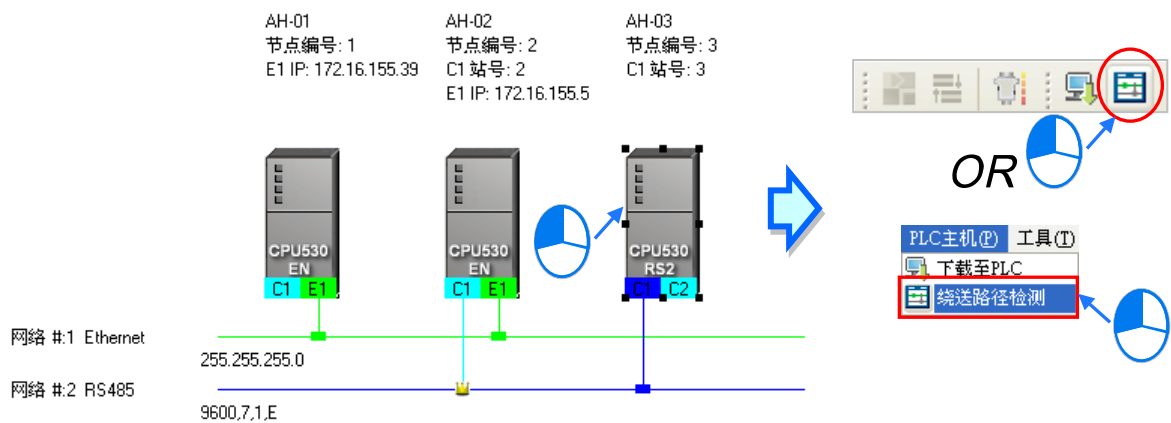 AH-01
节点编号: 1
E1 IP: 172.16.155.39
AH-02
节点编号: 2
C1 站号: 2
E1 IP: 172.16.155.5
AH-03
节点编号: 3
C1 站号: 3
CPU530
EN
C1 E1
CPU530
EN
C1 E1
CPU530
RS2
C1 C2
网络 #:1 Ethernet
255.255.255.0
网络 #:2 RS485
9600,7,1,E
OR
PLC主机(P) 工具(T)
下载至PLC
绕送路径检测